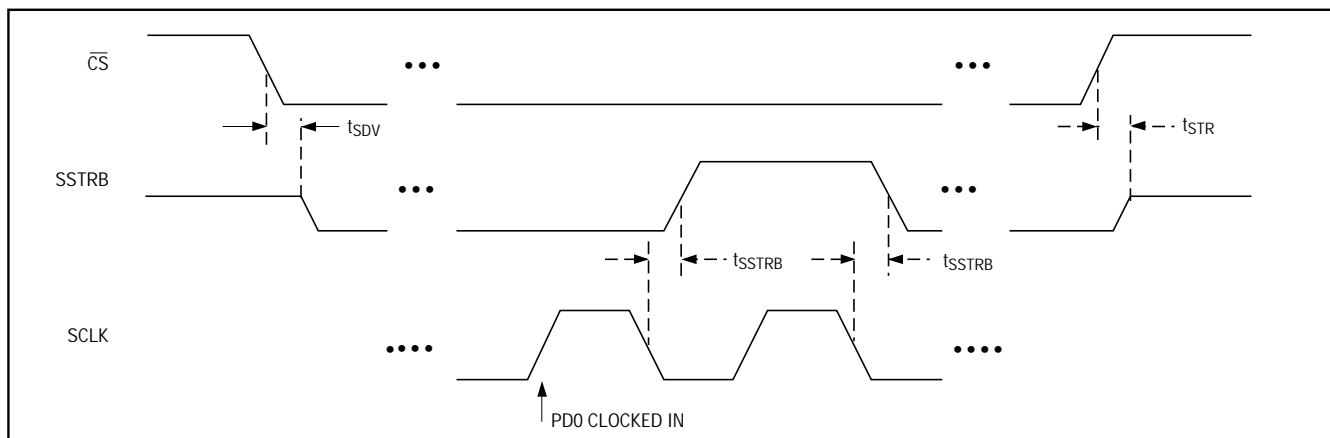 CS
tSDV
tSTR
SSTRB
tSSTRB
tSSTRB
SCLK
PD0 CLOCKED IN